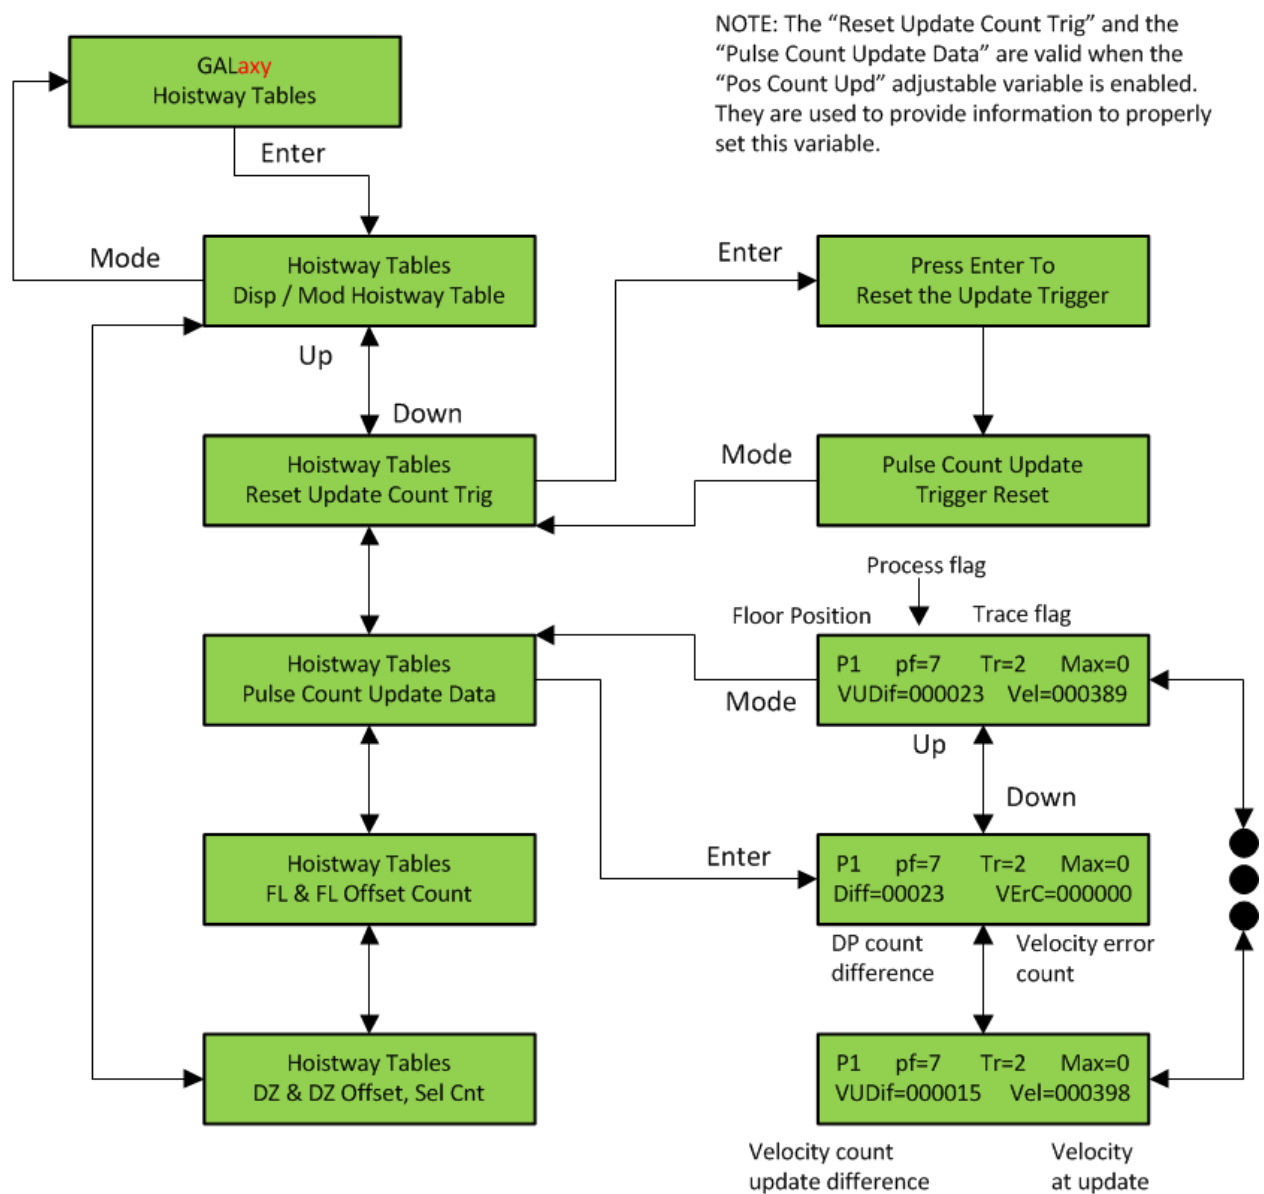 NOTE: The “Reset Update Count Trig” and the
“Pulse Count Update Data” are valid when the
“Pos Count Upd” adjustable variable is enabled.
They are used to provide information to properly
set this variable.
GALaxy
Hoistway Tables
Enter
Mode
Hoistway Tables
Disp / Mod Hoistway Table
Enter
Press Enter To
Reset the Update Trigger
Up
Down
Hoistway Tables
Reset Update Count Trig
Mode
Pulse Count Update
Trigger Reset
Process flag
Floor Position
Trace flag
Hoistway Tables
Pulse Count Update Data
Mode
P1 pf=7 Tr=2 Max=0
VUDif=000023 Vel=000389
Up
Down
Hoistway Tables
FL & FL Offset Count
Enter
P1 pf=7 Tr=2 Max=0
Diff=00023 VErC=000000
DP count
difference
Velocity error
count
Hoistway Tables
DZ & DZ Offset, Sel Cnt
P1 pf=7 Tr=2 Max=0
VUDif=000015 Vel=000398
Velocity count
update difference
Velocity
at update